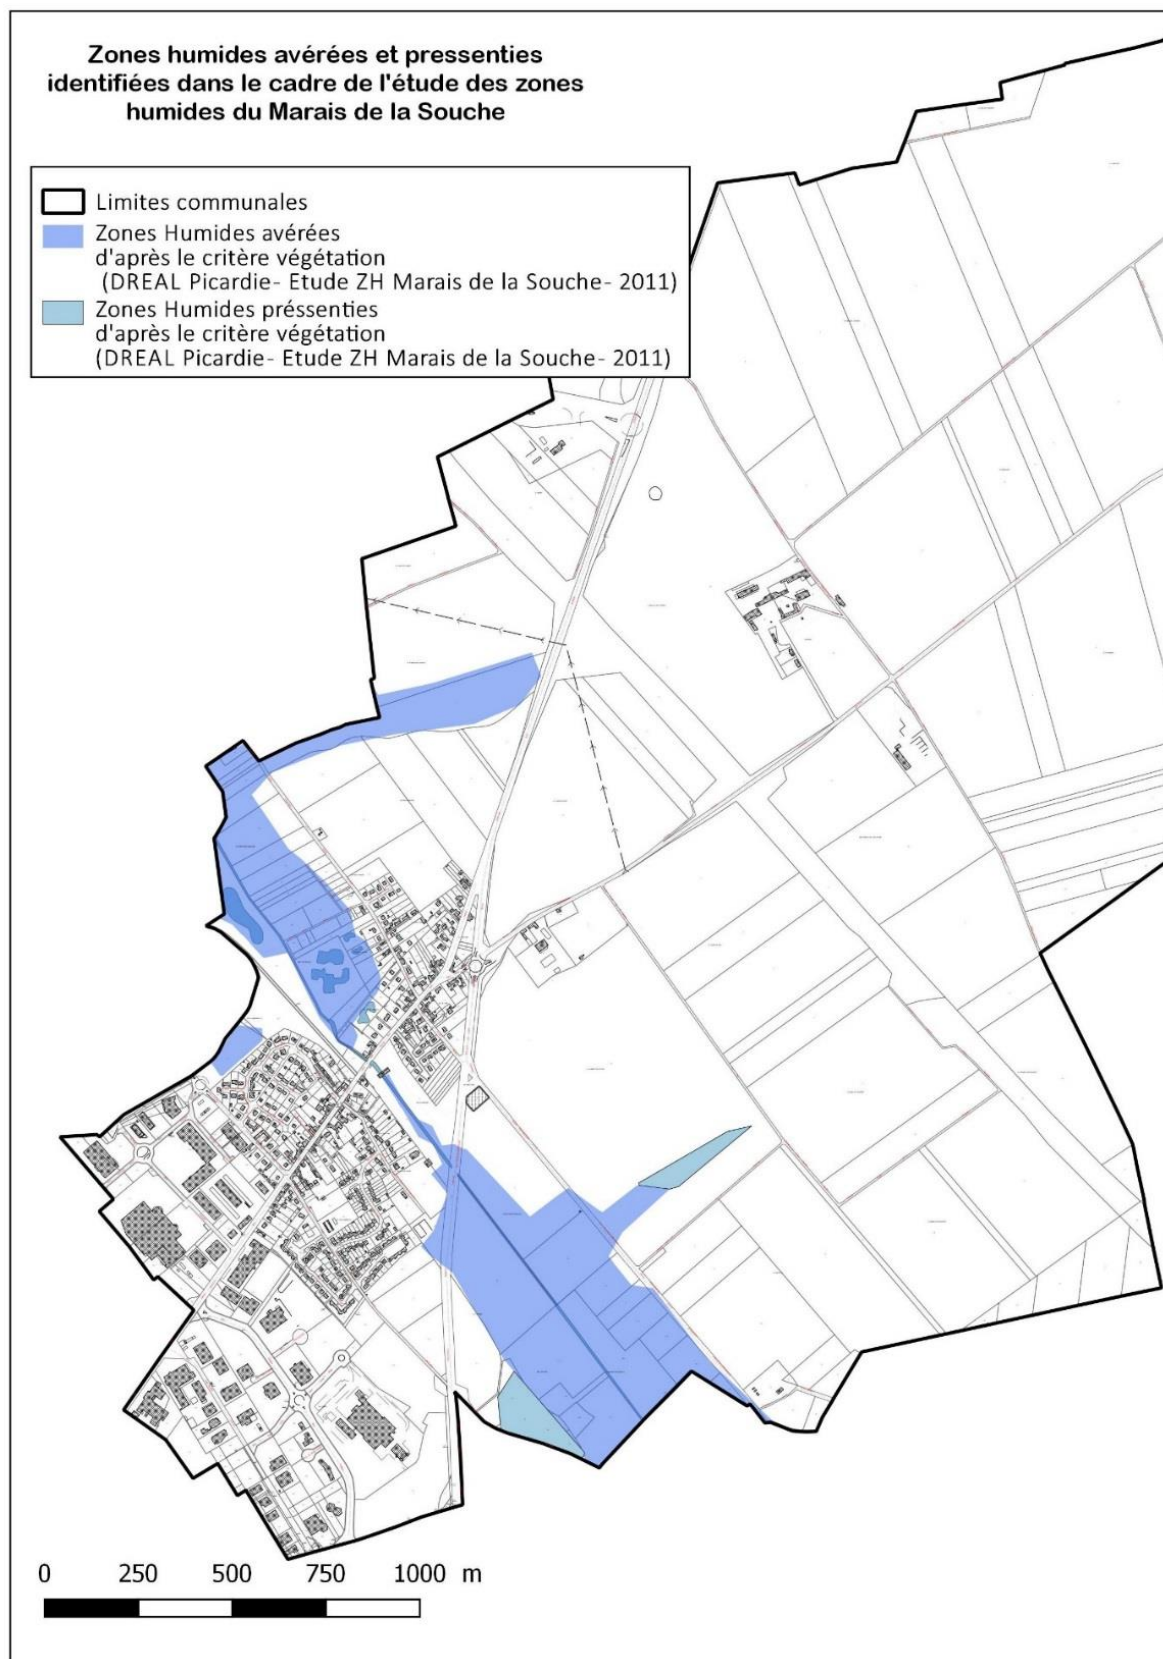 Zones humides avérées et pressenties
identifiées dans le cadre de l'étude des zones
humides du Marais de la Souche
Limites communales
Zones Humides avérées
d'après le critère végétation
(DREAL Picardie- Etude ZH Marais de la Souche- 2011)
Zones Humides préssenties
d'après le critère végétation
(DREAL Picardie- Etude ZH Marais de la Souche- 2011)
0 250 500 750 1000 m